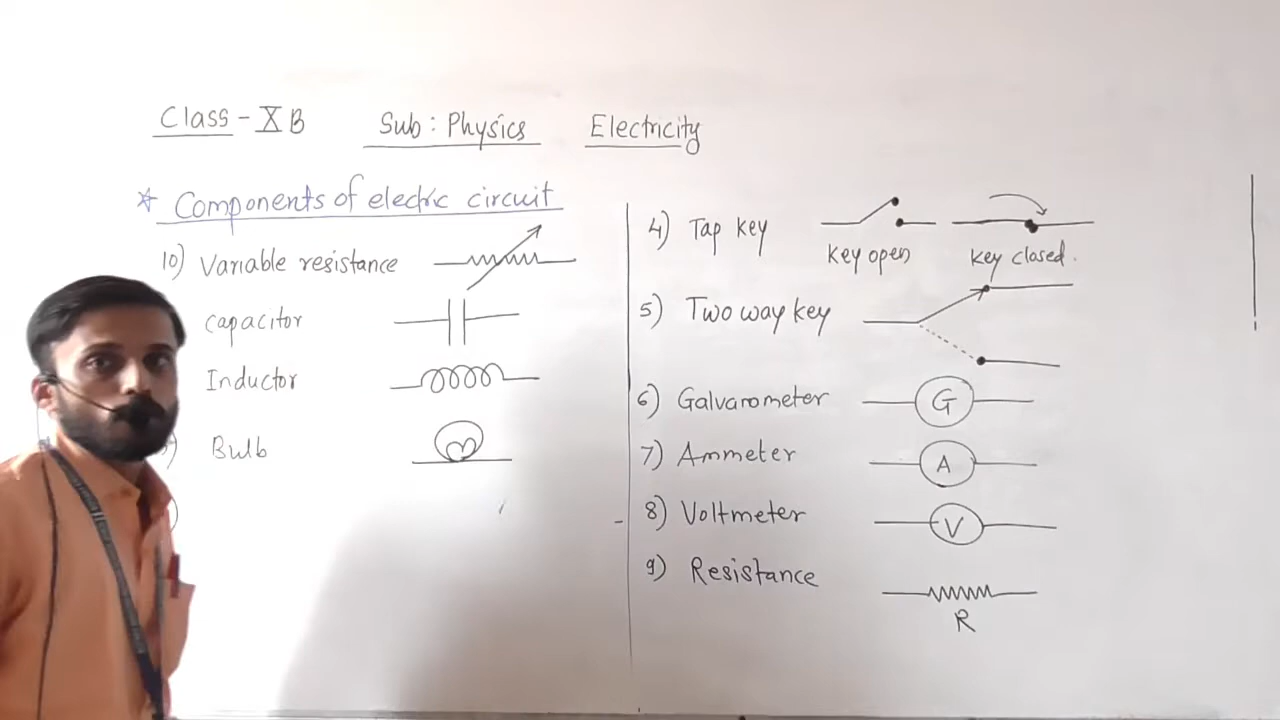 Class - X B Sub : Physics Electricity
* Components of electric circuit
10) Variable resistance
Capacitor
Inductor
) Bulb
)
4) Tap key
key open key closed.
5) Two way key
6) Galvanometer G
7) Ammeter A
8) Voltmeter V
9) Resistance
R